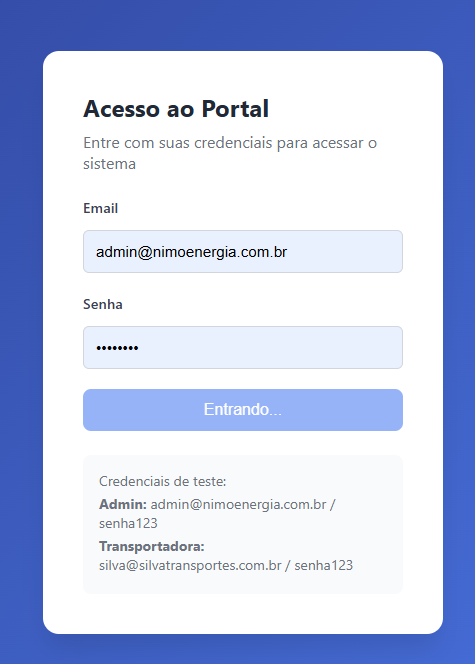 Acesso ao Portal
Entre com suas credenciais para acessar o
sistema
Email
admin@nimoenergia.com.br
Senha
••••••••
Entrando...
Credenciais de teste:
Admin: admin@nimoenergia.com.br /
senha123
Transportadora:
silva@silvatransportes.com.br / senha123